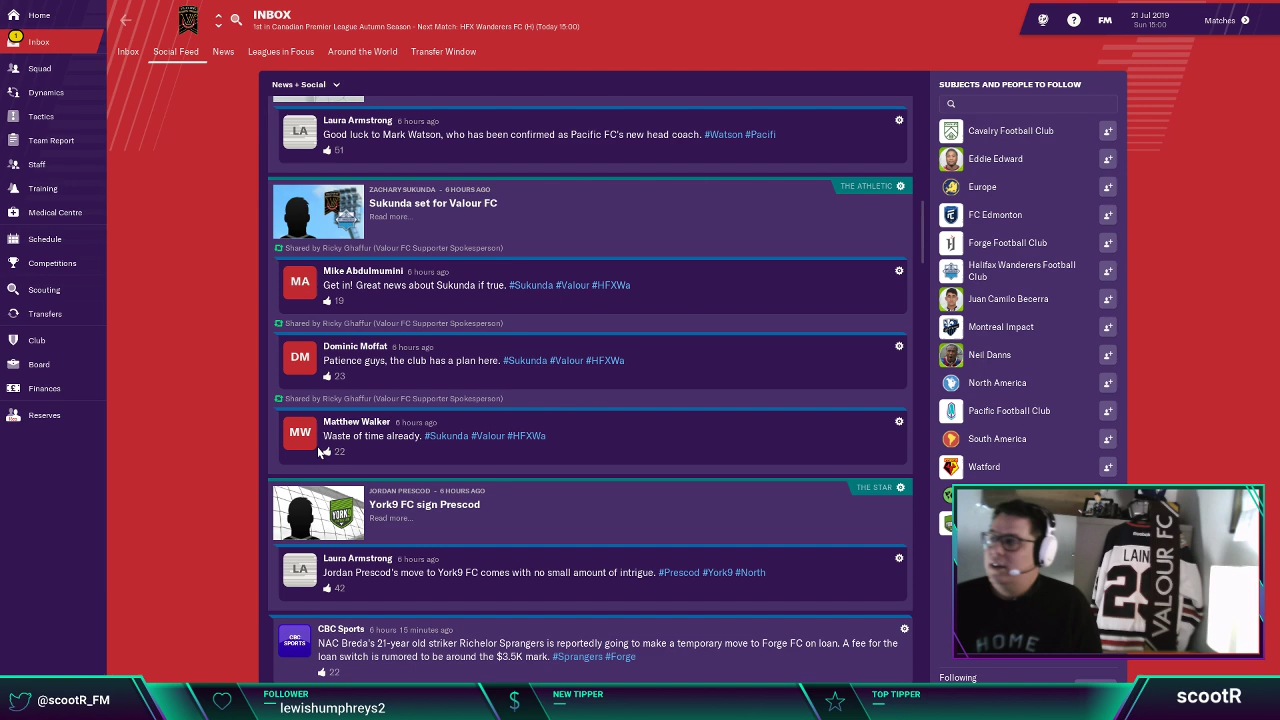 Home
1
Inbox
Squad
Dynamics
Tactics
Team Report
Staff
Training
Medical Centre
Schedule
Competitions
Scouting
Transfers
Club
Board
Finances
Reserves
INBOX
1st in Canadian Premier League Autumn Season - Next Match: HFX Wanderers FC (H) (Today 15:00)
FM
21 Jul 2019
Sun 15:00
Matches
Inbox
Social Feed
News
Leagues in Focus
Around the World
Transfer Window
News + Social
LA
Laura Armstrong 6 hours ago
Good luck to Mark Watson, who has been confirmed as Pacific FC's new head coach. #Watson #Pacifi
51
ZACHARY SUKUNDA - 6 HOURS AGO
THE ATHLETIC
Sukunda set for Valour FC
Read more...
Shared by Ricky Ghaffur (Valour FC Supporter Spokesperson)
MA
Mike Abdulmumini 6 hours ago
Get in! Great news about Sukunda if true. #Sukunda #Valour #HFXWa
19
Shared by Ricky Ghaffur (Valour FC Supporter Spokesperson)
DM
Dominic Moffat 6 hours ago
Patience guys, the club has a plan here. #Sukunda #Valour #HFXWa
23
Shared by Ricky Ghaffur (Valour FC Supporter Spokesperson)
MW
Matthew Walker 6 hours ago
Waste of time already. #Sukunda #Valour #HFXWa
22
JORDAN PRESCOD - 6 HOURS AGO
THE STAR
York9 FC sign Prescod
Read more...
LA
Laura Armstrong 6 hours ago
Jordan Prescod's move to York9 FC comes with no small amount of intrigue. #Prescod #York9 #North
42
CBC SPORTS
CBC Sports 6 hours 15 minutes ago
NAC Breda's 21-year old striker Richelor Sprangers is reportedly going to make a temporary move to Forge FC on loan. A fee for the
loan switch is rumored to be around the $3.5K mark. #Sprangers #Forge
22
SUBJECTS AND PEOPLE TO FOLLOW
Cavalry Football Club
Eddie Edward
Europe
FC Edmonton
Forge Football Club
Halifax Wanderers Football
Club
Juan Camilo Becerra
Montreal Impact
Neil Danns
North America
Pacific Football Club
South America
Watford
Following
LAIN
2
VALOUR FC
HOME
@scootR_FM
FOLLOWER
lewishumphreys2
NEW TIPPER
TOP TIPPER
scootR